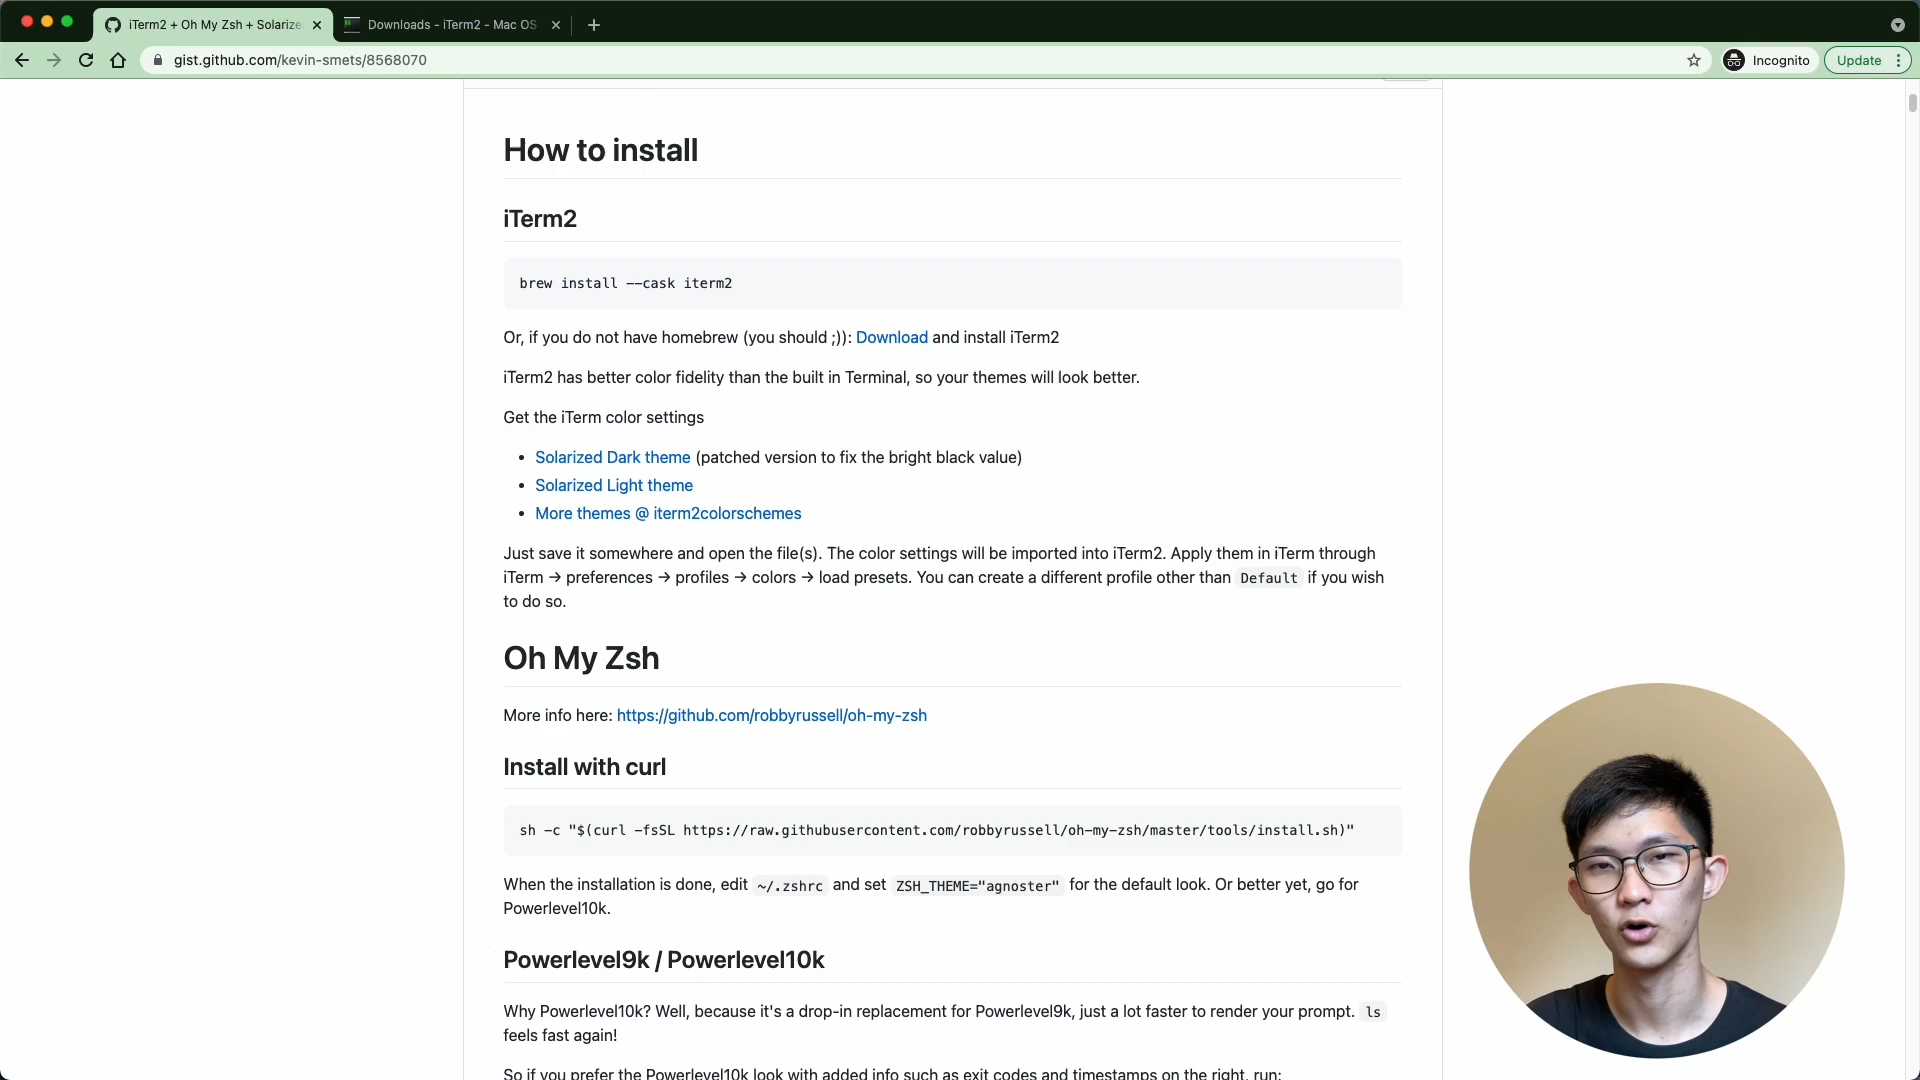 iTerm2 + Oh My Zsh + Solarize
Downloads - iTerm2 - Mac OS
gist.github.com/kevin-smets/8568070
Incognito
Update
How to install
iTerm2
brew install --cask iterm2
Or, if you do not have homebrew (you should ;)): Download and install iTerm2
iTerm2 has better color fidelity than the built in Terminal, so your themes will look better.
Get the iTerm color settings
• Solarized Dark theme (patched version to fix the bright black value)
• Solarized Light theme
• More themes @ iterm2colorschemes
Just save it somewhere and open the file(s). The color settings will be imported into iTerm2. Apply them in iTerm through
iTerm → preferences → profiles → colors → load presets. You can create a different profile other than Default if you wish
to do so.
Oh My Zsh
More info here: https://github.com/robbyrussell/oh-my-zsh
Install with curl
sh -c "$(curl -fsSL https://raw.githubusercontent.com/robbyrussell/oh-my-zsh/master/tools/install.sh)"
When the installation is done, edit ~/.zshrc and set ZSH_THEME="agnoster" for the default look. Or better yet, go for
Powerlevel10k.
Powerlevel9k / Powerlevel10k
Why Powerlevel10k? Well, because it's a drop-in replacement for Powerlevel9k, just a lot faster to render your prompt. ls
feels fast again!
So if you prefer the Powerlevel10k look with added info such as exit codes and timestamps on the right, run: